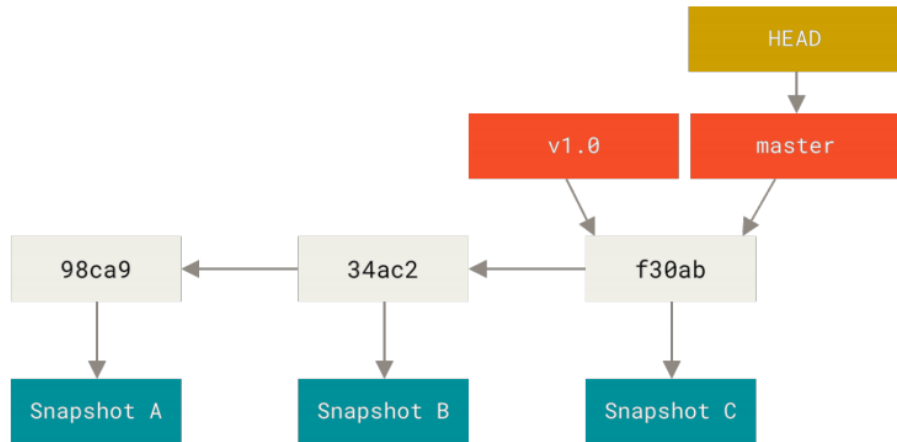 HEAD
v1.0
master
98ca9
34ac2
f30ab
Snapshot A
Snapshot B
Snapshot C